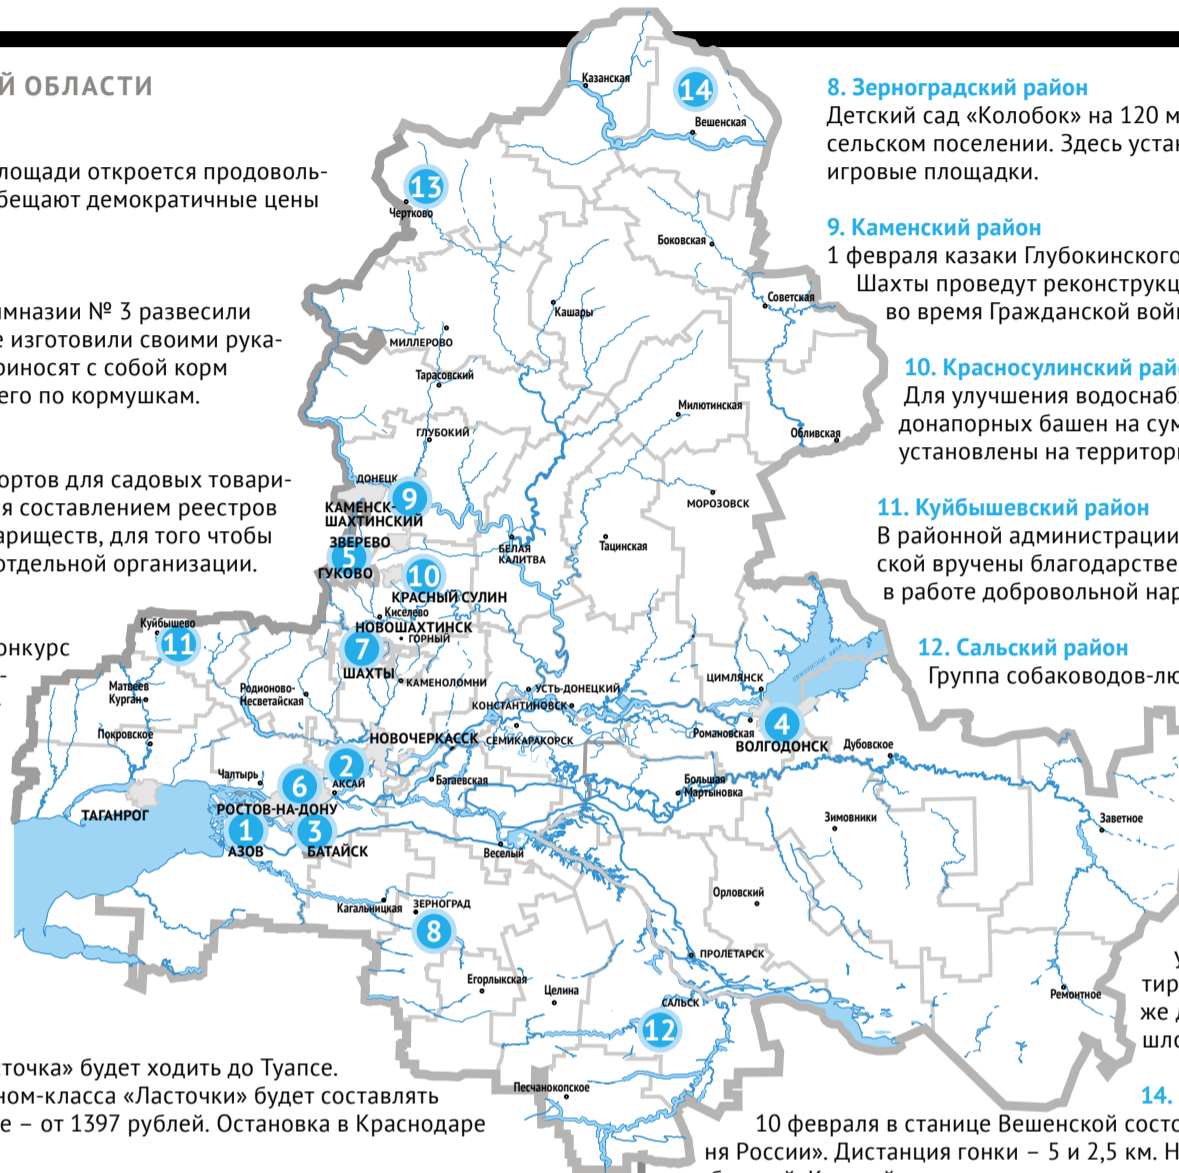 Й ОБЛАСТИ
лощади откроется продоволь-
бещают демократичные цены
мназии № 3 развесили
е изготовили своими рука-
риносят с собой корм
его по кормушкам.
ортов для садовых товари-
я составлением реестров
ариществ, для того чтобы
отдельной организации.
онкурс
точка» будет ходить до Туапсе.
ном-класса «Ласточки» будет составлять
е – от 1397 рублей. Остановка в Краснодаре
8. Зерноградский район
Детский сад «Колобок» на 120 м
сельском поселении. Здесь уста
игровые площадки.
9. Каменский район
1 февраля казаки Глубокинского
Шахты проведут реконструкц
во время Гражданской вой
10. Красносулинский рай
Для улучшения водоснаб
донапорных башен на сум
установлены на территор
11. Куйбышевский район
В районной администрации
ской вручены благодарстве
в работе добровольной нар
12. Сальский район
Группа собаководов-лю
у
тир
же д
шло
14.
10 февраля в станице Вешенской состо
ня России». Дистанция гонки – 5 и 2,5 км. Н
Казанская
14
Вешенская
13
Чертково
Боковская
Советская
Кашары
МИЛЛЕРОВО
Тарасовский
Милютинская
ГЛУБОКИЙ
Обливская
ДОНЕЦК
9
КАМЕНСК-
ШАХТИНСКИЙ
МОРОЗОВСК
ЗВЕРЕВО
5
ГУКОВО
БЕЛАЯ
КАЛИТВА
Тацинская
10
КРАСНЫЙ СУЛИН
Киселево
Куйбышево
11
НОВОШАХТИНСК
ГОРНЫЙ
7
ШАХТЫ
КАМЕНОЛОМНИ
ЦИМЛЯНСК
Матвеев
Курган
Родионово-
Несветайская
УСТЬ-ДОНЕЦКИЙ
КОНСТАНТИНОВСК
4
Романовская
ВОЛГОДОНСК
Покровское
НОВОЧЕРКАССК
СЕМИКАРАКОРСК
Дубовское
2
АКСАЙ
Чалтырь
Багаевская
Большая
Мартыновка
6
РОСТОВ-НА-ДОНУ
ТАГАНРОГ
Зимовники
Заветное
1
АЗОВ
3
БАТАЙСК
Веселый
Орловский
Кагальницкая
ЗЕРНОГРАД
8
ПРОЛЕТАРСК
Егорлыкская
Целина
САЛЬСК
Ремонтное
12
Песчанокопское